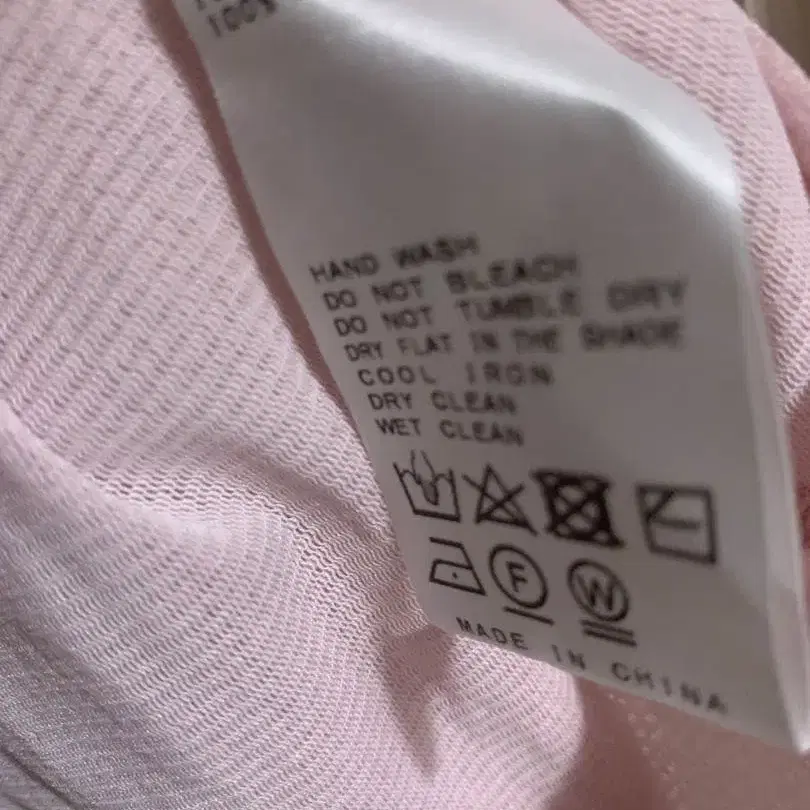 100%
HAND WASH
DO NOT BLEACH
DO NOT TUMBLE DRY
DRY FLAT IN THE SHADE
COOL IRON
DRY CLEAN
WET CLEAN
F W
MADE IN CHINA